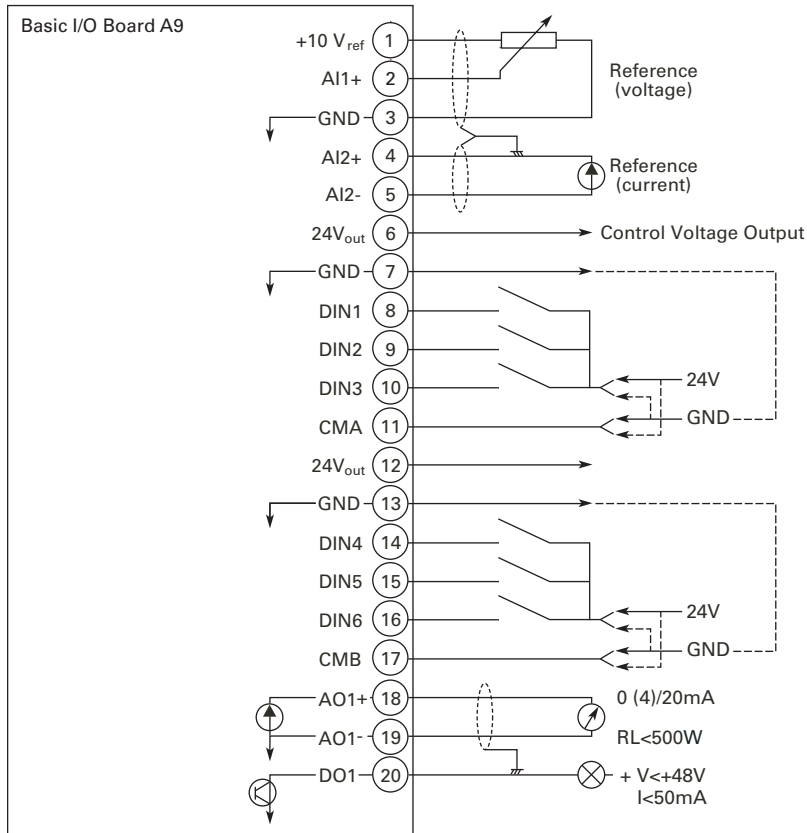 Basic I/O Board A9
+10 Vref 1
AI1+ 2
Reference
(voltage)
GND 3
AI2+ 4
Reference
(current)
AI2- 5
24Vout 6 Control Voltage Output
GND 7
DIN1 8
DIN2 9
DIN3 10
24V
CMA 11
GND
24Vout 12
GND 13
DIN4 14
DIN5 15
DIN6 16
24V
CMB 17
GND
AO1+ 18 0 (4)/20mA
AO1- 19 RL<500W
DO1 20 + V<+48V
I<50mA